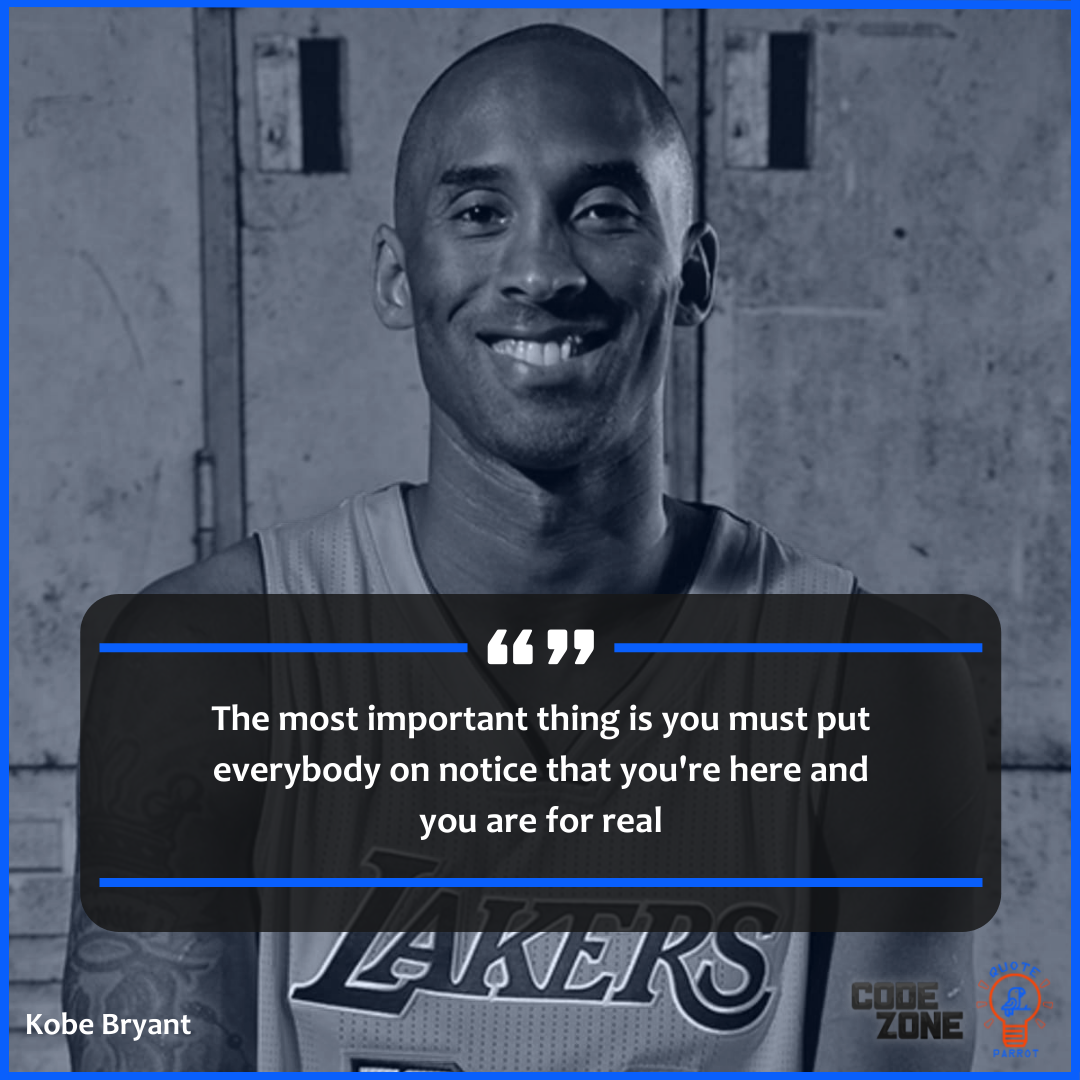 ❝❞
The most important thing is you must put
everybody on notice that you're here and
you are for real
LAKERS
Kobe Bryant
CODE
ZONE
QUOTE
PARROT